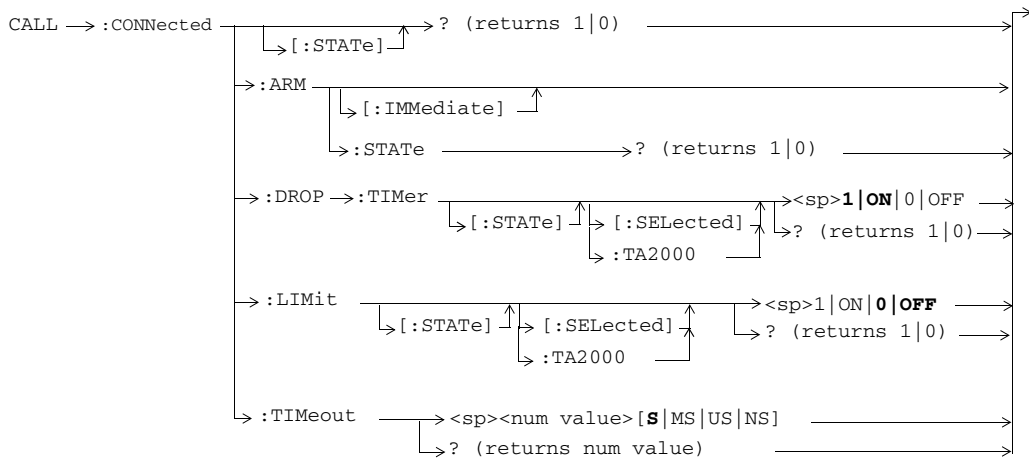 CALL :CONNected ? (returns 1|0)
[:STATe]
:ARM
[:IMMediate]
:STATe ? (returns 1|0)
:DROP :TIMer <sp>1|ON|0|OFF
[:STATe] [:SELected] ? (returns 1|0)
:TA2000
:LIMit <sp>1|ON|0|OFF
[:STATe] [:SELected] ? (returns 1|0)
:TA2000
:TIMeout <sp><num value>[S|MS|US|NS]
? (returns num value)